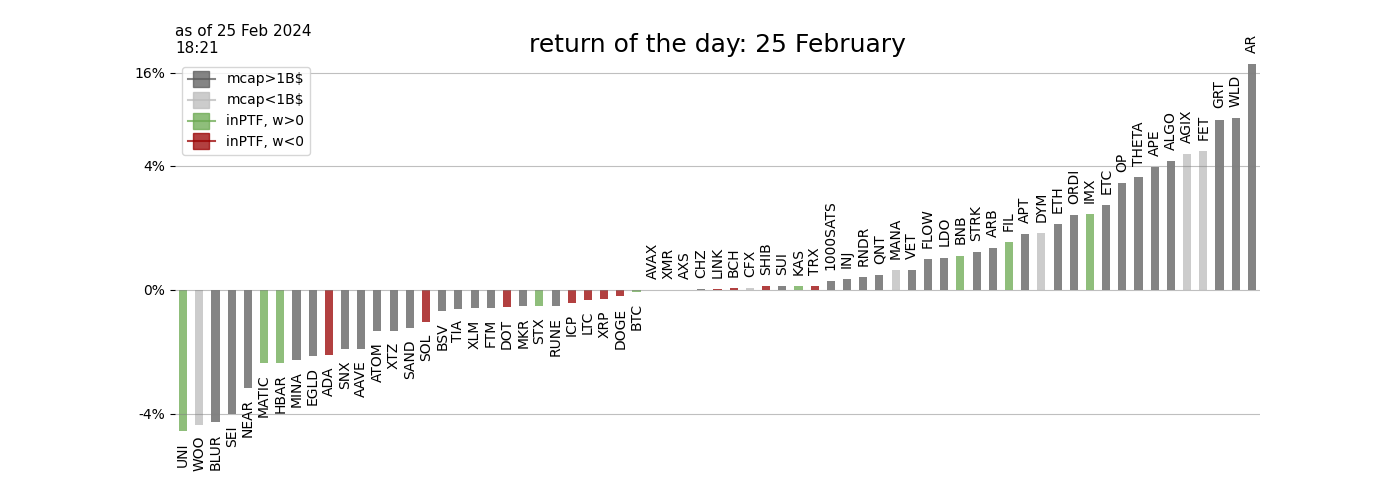 as of 25 Feb 2024
18:21
return of the day: 25 February
mcap>1B$
mcap<1B$
inPTF, w>0
inPTF, w<0
16%
4%
0%
-4%
UNI
WOO
BLUR
SEI
NEAR
MATIC
HBAR
MINA
EGLD
ADA
SNX
AAVE
ATOM
XTZ
SAND
SOL
BSV
TIA
XLM
FTM
DOT
MKR
STX
RUNE
ICP
LTC
XRP
DOGE
BTC
AVAX
XMR
AXS
CHZ
LINK
BCH
CFX
SHIB
SUI
KAS
TRX
1000SATS
INJ
RNDR
QNT
MANA
VET
FLOW
LDO
BNB
STRK
ARB
FIL
APT
DYM
ETH
ORDI
IMX
ETC
OP
THETA
APE
ALGO
AGIX
FET
GRT
WLD
AR